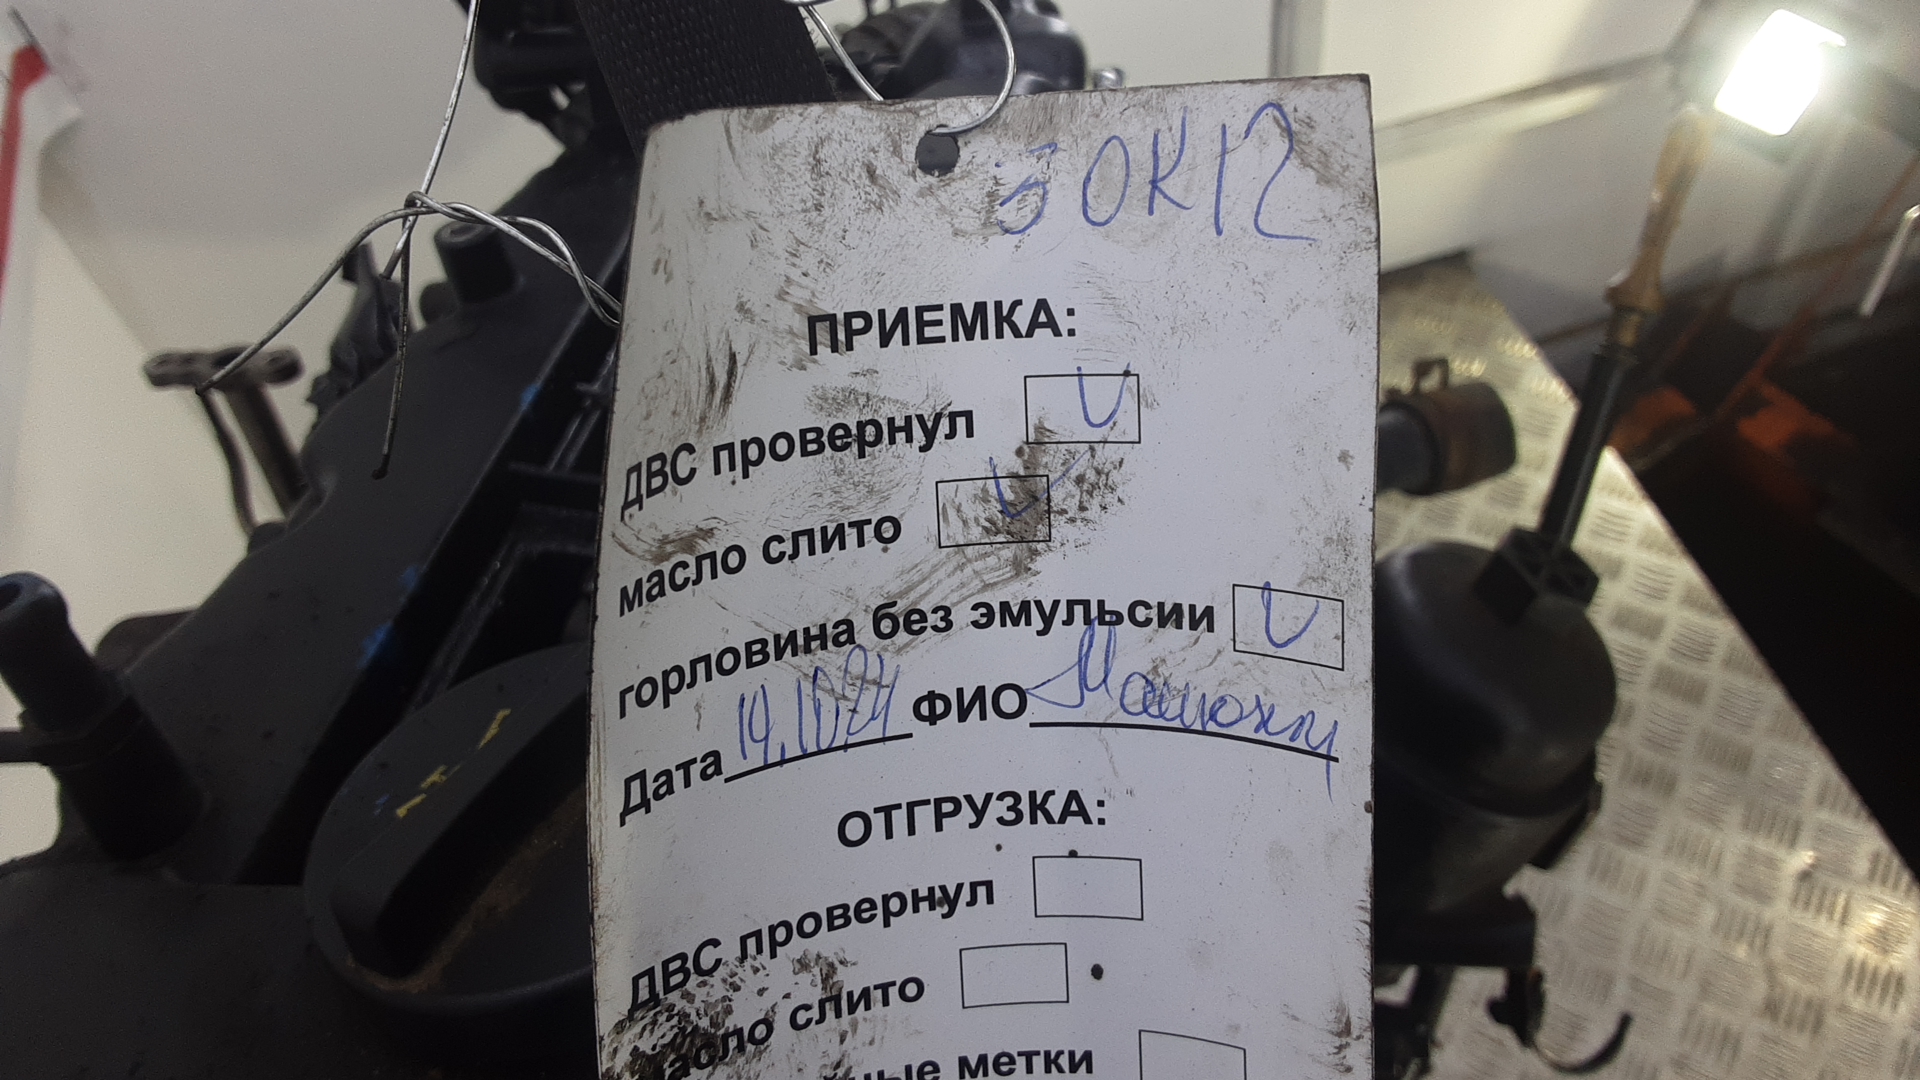 30К12
ПРИЕМКА:
ДВС провернул
масло слито
горловина без эмульсии
Дата 14.10.24 ФИО
ОТГРУЗКА:
ДВС провернул
масло слито
метки